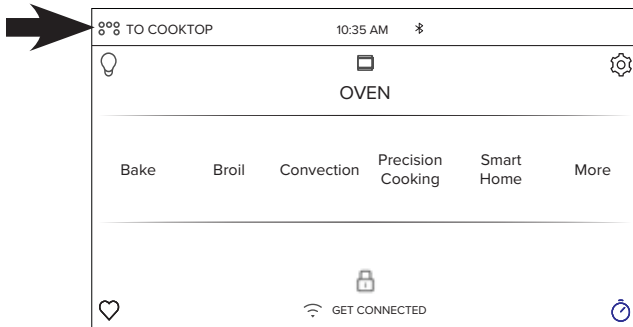 TO COOKTOP 10:35 AM
OVEN
Bake Broil Convection Precision Cooking Smart Home More
GET CONNECTED